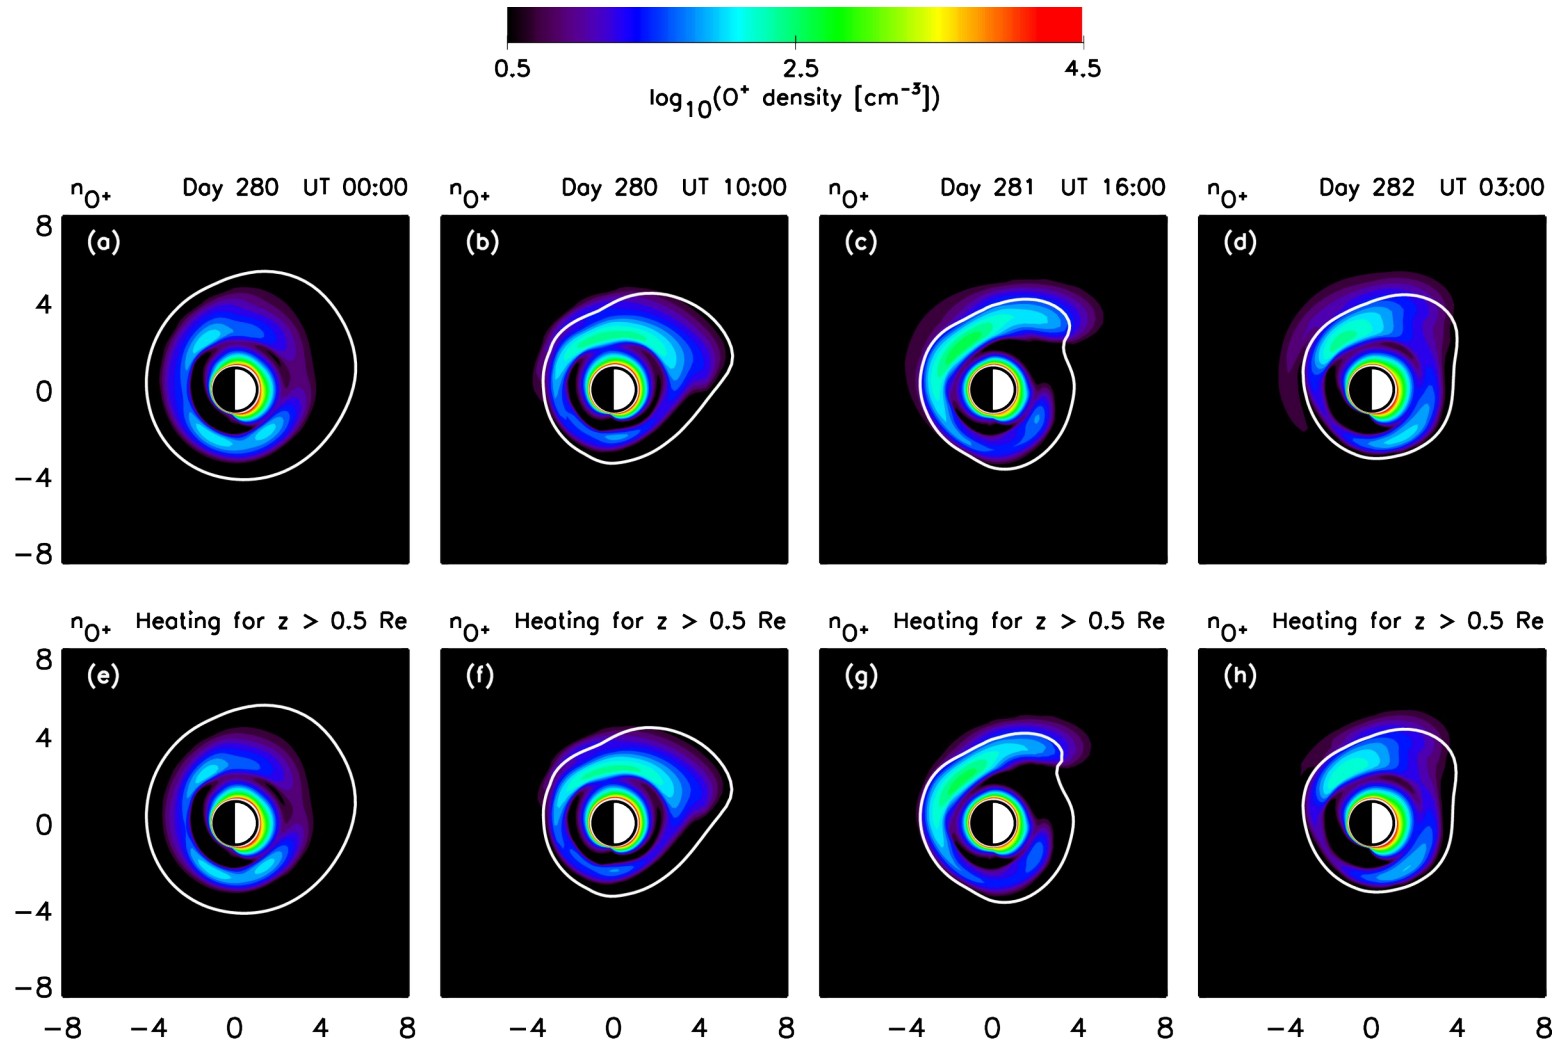 0.5 2.5 4.5
log10(O+ density [cm−3])
nO+ Day 280 UT 00:00
nO+ Day 280 UT 10:00
nO+ Day 281 UT 16:00
nO+ Day 282 UT 03:00
(a)
(b)
(c)
(d)
8
4
0
−4
−8
nO+ Heating for z > 0.5 Re
nO+ Heating for z > 0.5 Re
nO+ Heating for z > 0.5 Re
nO+ Heating for z > 0.5 Re
(e)
(f)
(g)
(h)
8
4
0
−4
−8
−8 −4 0 4 8
−4 0 4 8
−4 0 4 8
−4 0 4 8